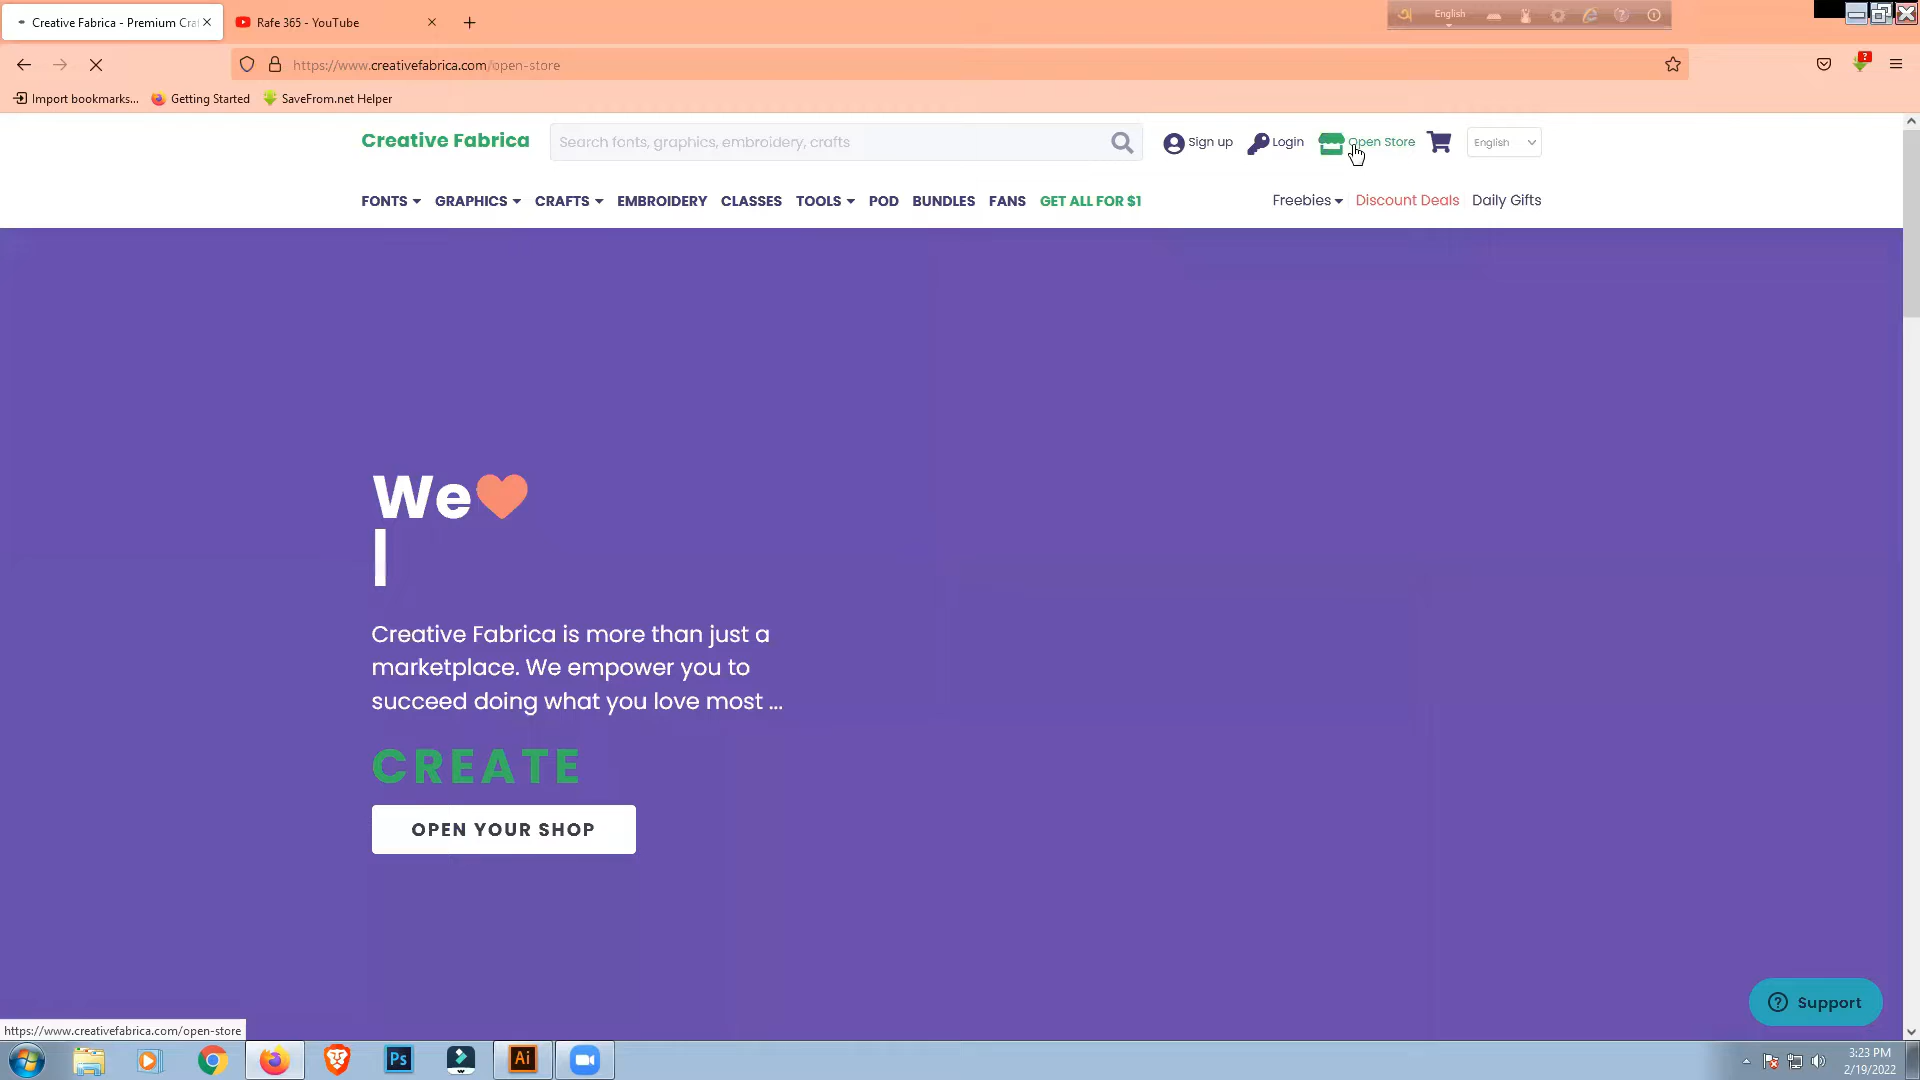 Creative Fabrica - Premium Cra
Rafe 365 - YouTube
English
https://www.creativefabrica.com/open-store
Import bookmarks...
Getting Started
SaveFrom.net Helper
Creative Fabrica
Search fonts, graphics, embroidery, crafts
Sign up
Login
Open Store
English
FONTS
GRAPHICS
CRAFTS
EMBROIDERY
CLASSES
TOOLS
POD
BUNDLES
FANS
GET ALL FOR $1
Freebies
Discount Deals
Daily Gifts
We
Creative Fabrica is more than just a
marketplace. We empower you to
succeed doing what you love most ...
CREATE
OPEN YOUR SHOP
Support
https://www.creativefabrica.com/open-store
Ps
Ai
3:23 PM
2/19/2022